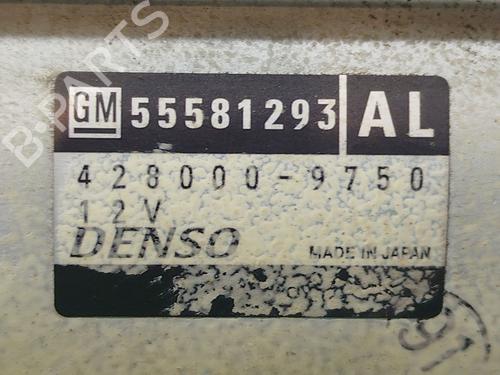 GM 55581293 AL
428000-9750
12V
DENSO MADE IN JAPAN
B-PARTS